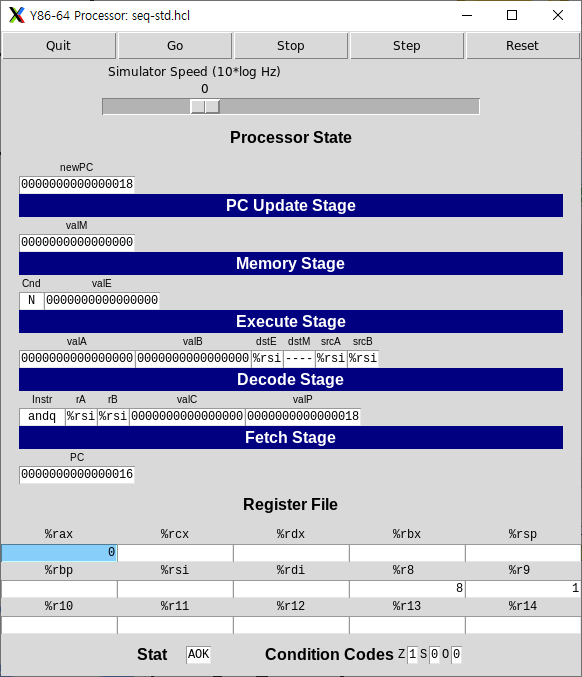 Y86-64 Processor: seq-std.hcl
Quit Go Stop Step Reset
Simulator Speed (10*log Hz)
0
Processor State
newPC
0000000000000018
PC Update Stage
valM
0000000000000000
Memory Stage
Cnd valE
N 0000000000000000
Execute Stage
valA valB dstE dstM srcA srcB
0000000000000000 0000000000000000 %rsi ---- %rsi %rsi
Decode Stage
Instr rA rB valC valP
andq %rsi %rsi 0000000000000000 0000000000000018
Fetch Stage
PC
0000000000000016
Register File
%rax %rcx %rdx %rbx %rsp
0
%rbp %rsi %rdi %r8 %r9
8 1
%r10 %r11 %r12 %r13 %r14
Stat AOK Condition Codes Z 1 S 0 O 0